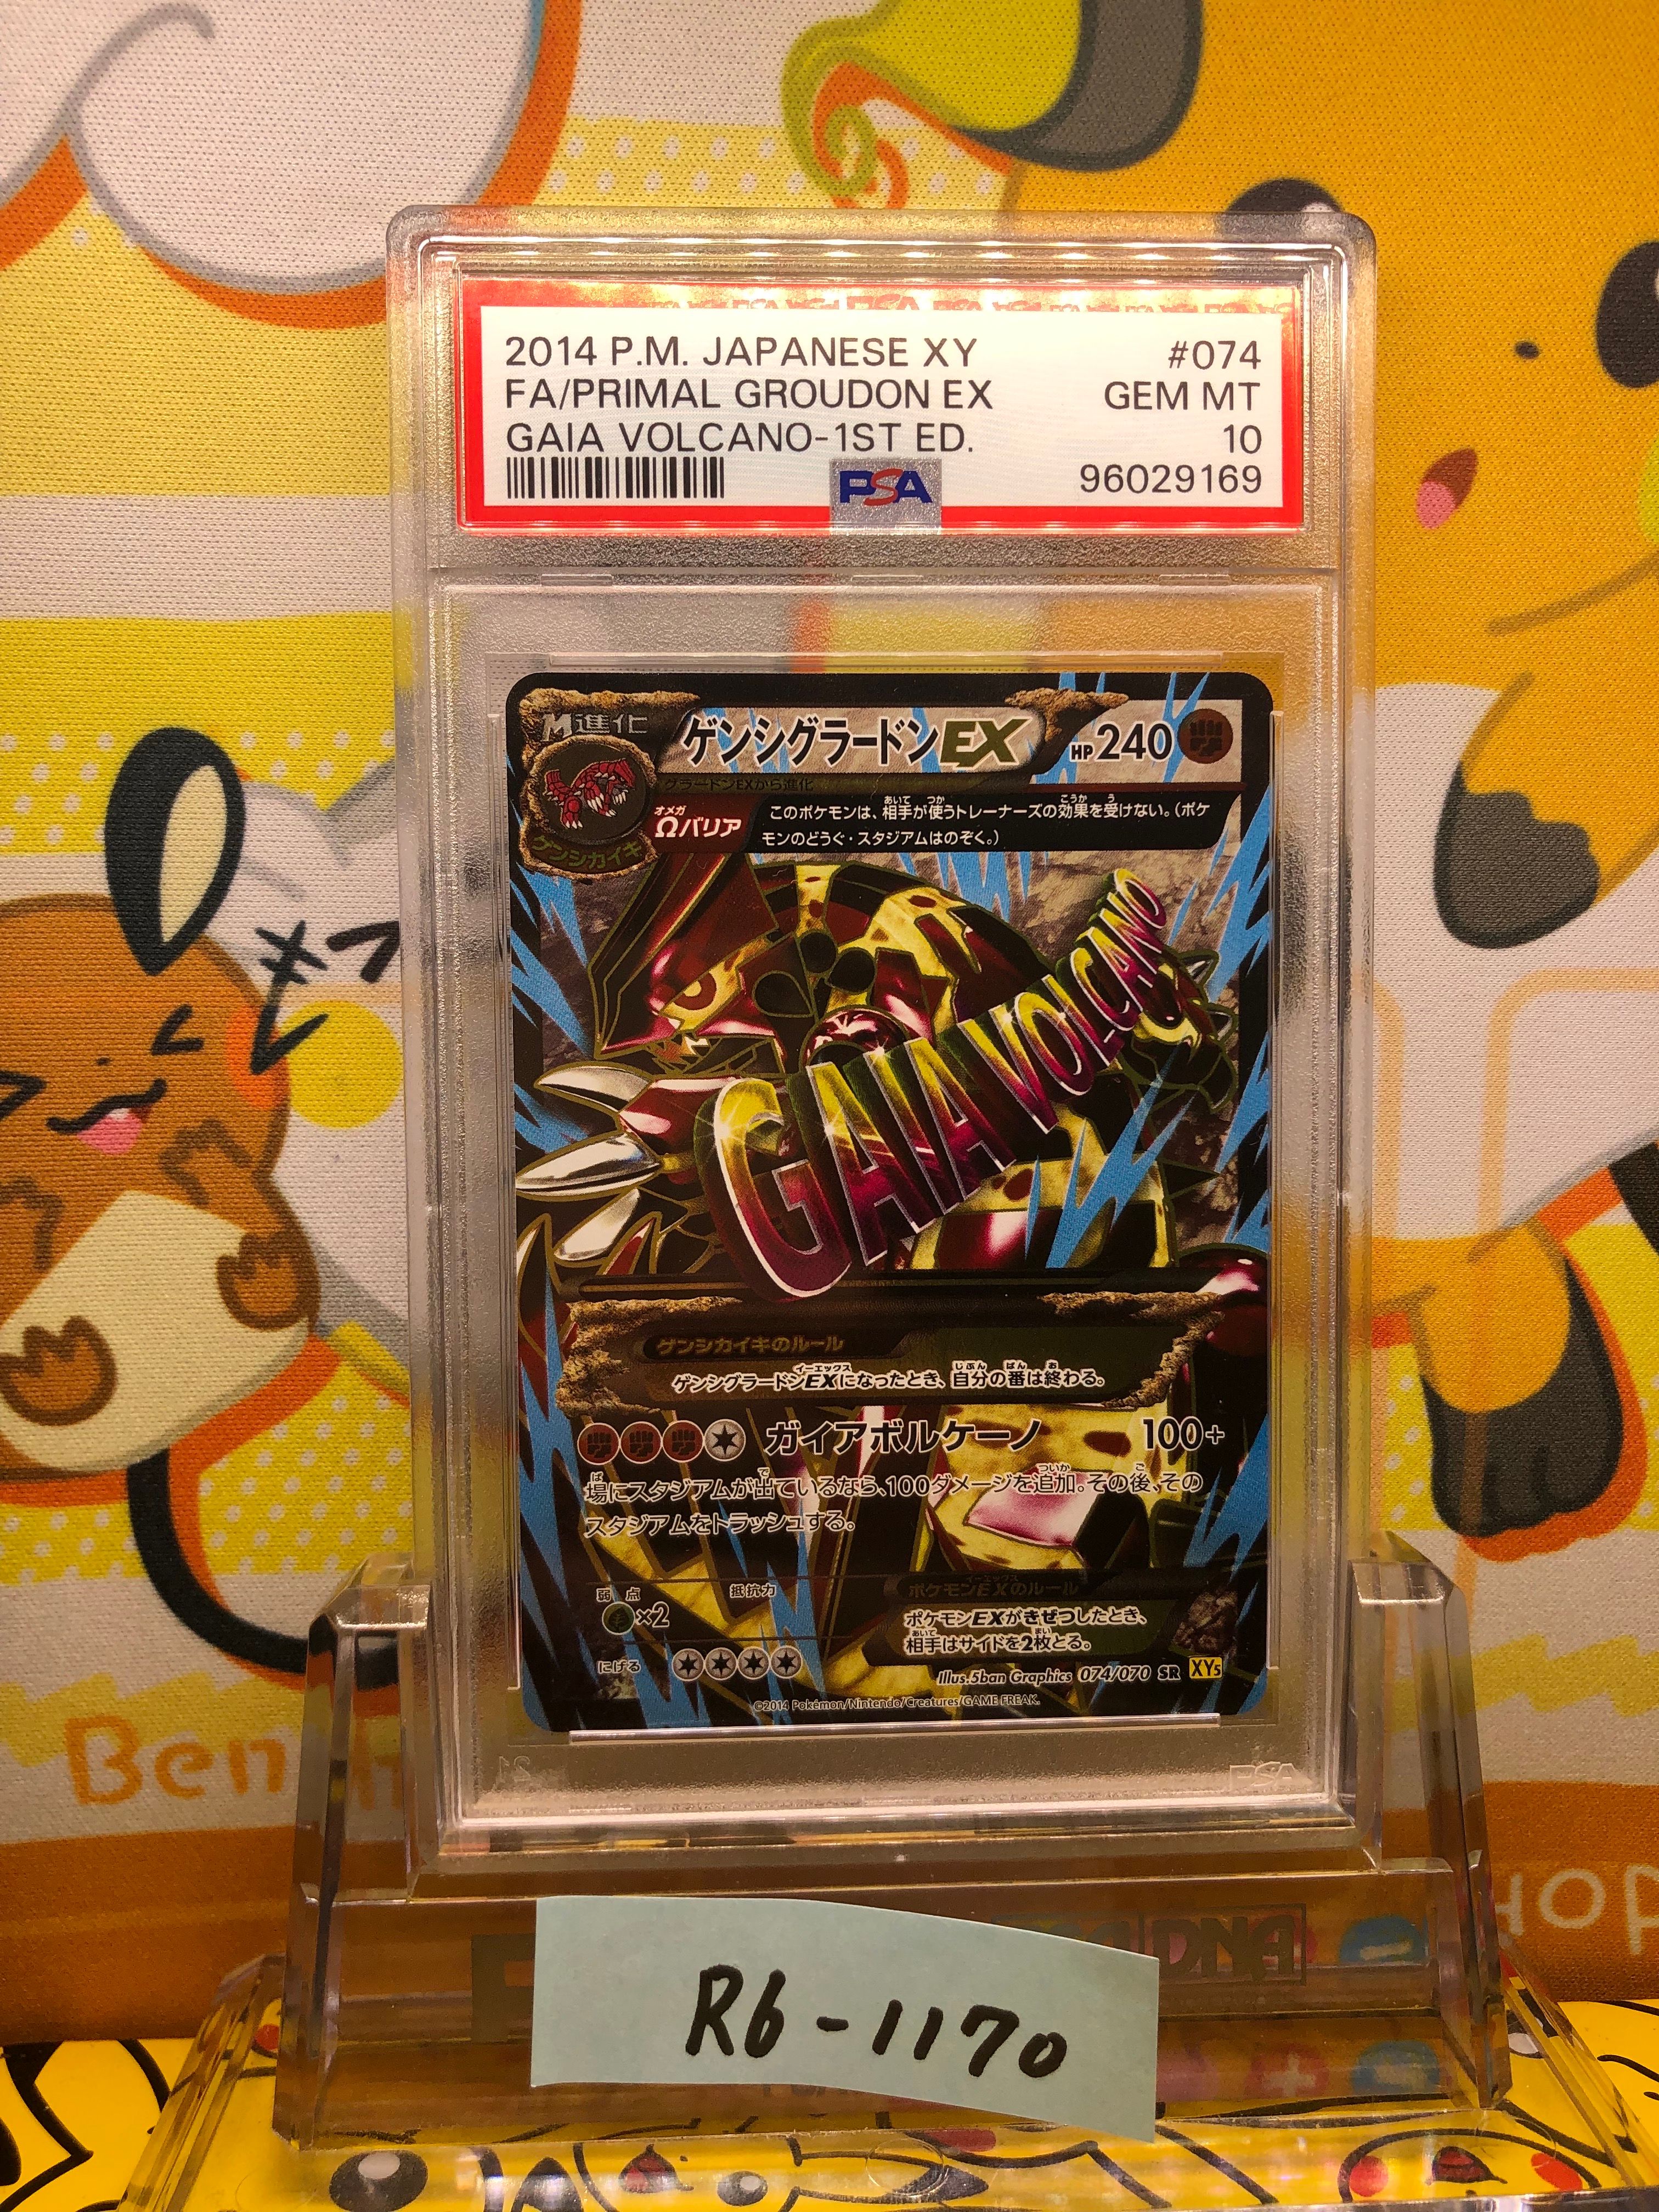 2014 P.M. JAPANESE XY #074
FA/PRIMAL GROUDON EX GEM MT
GAIA VOLCANO-1ST ED. 10
96029169
PSA
M進化
ゲンシグラードンEX
HP240
グラードンEXから進化
ゲンシカイキ
オメガ
Ωバリア
このポケモンは、相手が使うトレーナーズの効果を受けない。(ポケ
モンのどうぐ・スタジアムはのぞく。)
GAIA VOLCANO
ゲンシカイキのルール
ゲンシグラードンEXになったとき、自分の番は終わる。
ガイアボルケーノ 100+
場にスタジアムが出ているなら、100ダメージを追加。その後、その
スタジアムをトラッシュする。
弱点 抵抗力
×2
にげる
ポケモンEXのルール
ポケモンEXがきぜつしたとき、
相手はサイドを2枚とる。
Illus.5ban Graphics 074/070 SR XY5
©2014 Pokémon/Nintendo/Creatures/GAME FREAK.
PSA
Ben
DNA
R6-1170